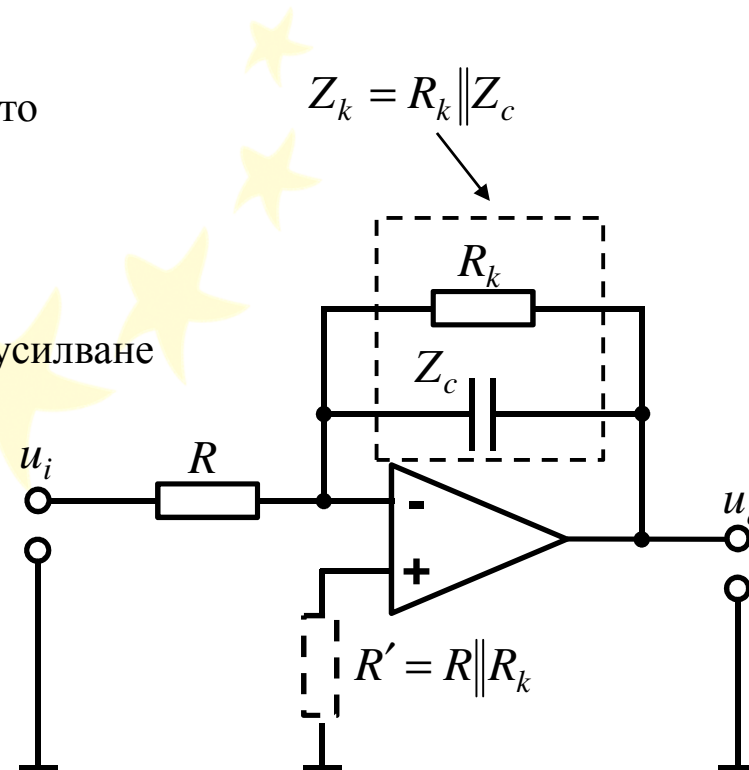 то
Z_k = R_k‖Z_c
R_k
усилване
Z_c
u_i
R
u
-
+
R′ = R‖R_k